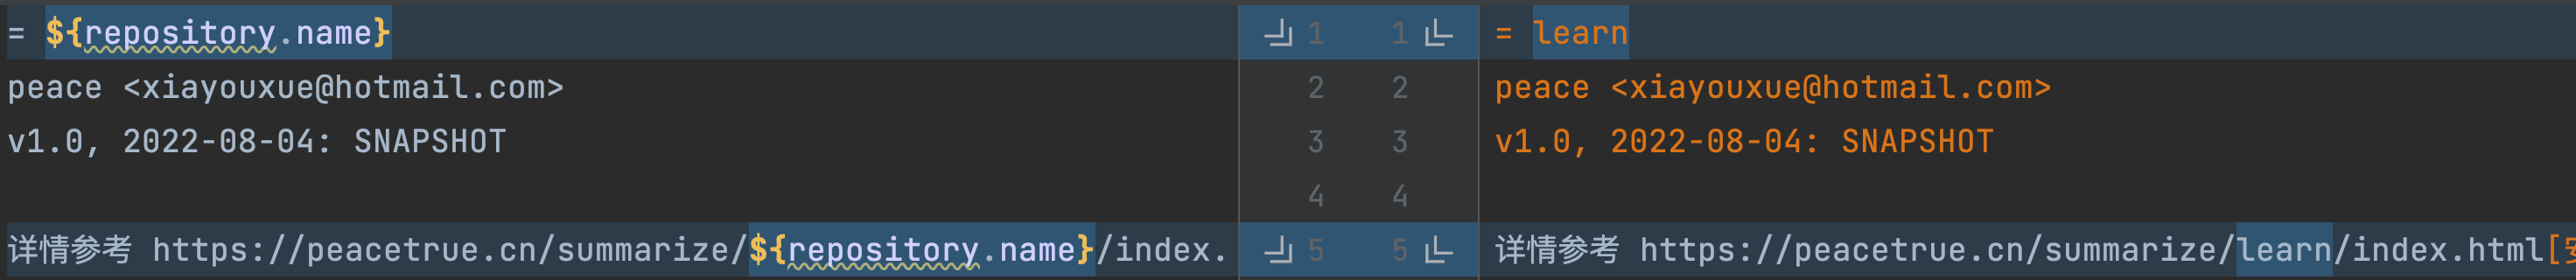 = ${repository.name}
peace <xiayouxue@hotmail.com>
v1.0, 2022-08-04: SNAPSHOT
详情参考 https://peacetrue.cn/summarize/${repository.name}/index.
1 1
2 2
3 3
4 4
5 5
= learn
peace <xiayouxue@hotmail.com>
v1.0, 2022-08-04: SNAPSHOT
详情参考 https://peacetrue.cn/summarize/learn/index.html[